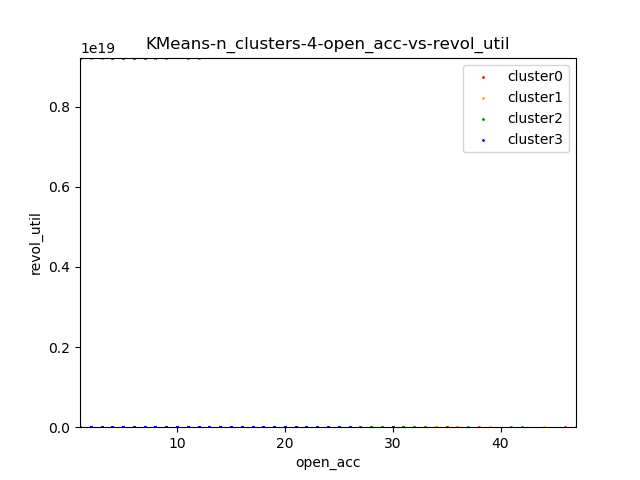 KMeans-n_clusters-4-open_acc-vs-revol_util
1e19
cluster0
cluster1
cluster2
cluster3
0.8
0.6
0.4
0.2
0.0
revol_util
10 20 30 40
open_acc